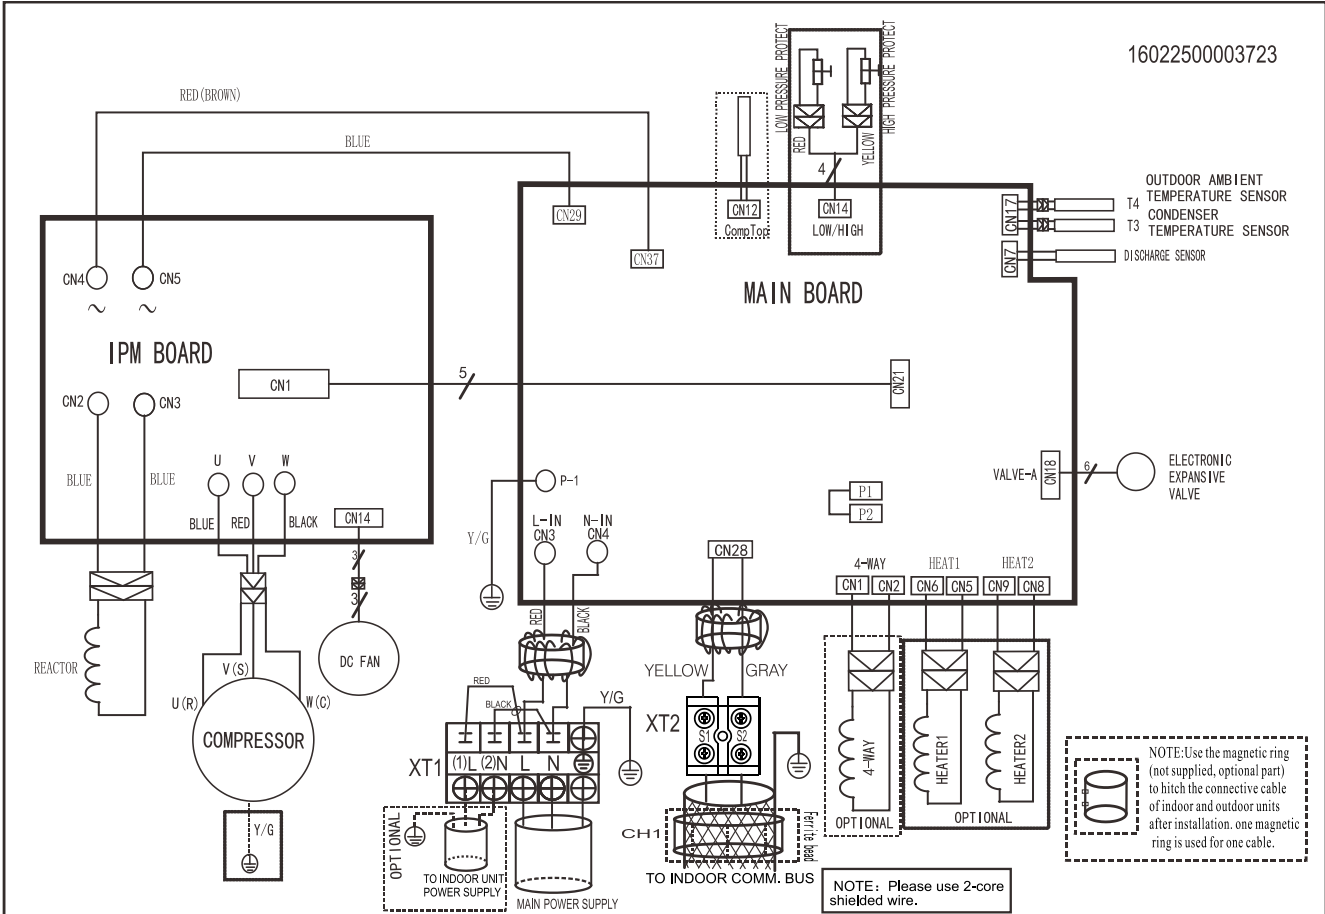 16022500003723
RED(BROWN)
BLUE
LOW PRESSURE PROTECT
HIGH PRESSURE PROTECT
RED
YELLOW
4
CN12
CompTop
CN14
LOW/HIGH
CN29
CN37
MAIN BOARD
CN17
T4
OUTDOOR AMBIENT
TEMPERATURE SENSOR
T3
CONDENSER
TEMPERATURE SENSOR
CN7
DISCHARGE SENSOR
CN4
CN5
~
~
IPM BOARD
CN1
5
CN21
CN2
CN3
BLUE
BLUE
U
V
W
BLUE
RED
BLACK
CN14
3
3
DC FAN
REACTOR
U(R)
V(S)
W(C)
COMPRESSOR
Y/G
P-1
Y/G
L-IN
CN3
N-IN
CN4
RED
BLACK
CN28
P1
P2
VALVE-A
CN18
6
ELECTRONIC
EXPANSIVE
VALVE
4-WAY
HEAT1
HEAT2
CN1
CN2
CN6
CN5
CN9
CN8
YELLOW
GRAY
RED
BLACK
Y/G
XT1
(1)L
(2)N
L
N
XT2
S1
S2
OPTIONAL
TO INDOOR UNIT
POWER SUPPLY
MAIN POWER SUPPLY
CH1
Ferrite bead
TO INDOOR COMM. BUS
4-WAY
OPTIONAL
HEATER1
HEATER2
OPTIONAL
NOTE: Please use 2-core
shielded wire.
NOTE:Use the magnetic ring
(not supplied, optional part)
to hitch the connective cable
of indoor and outdoor units
after installation. one magnetic
ring is used for one cable.